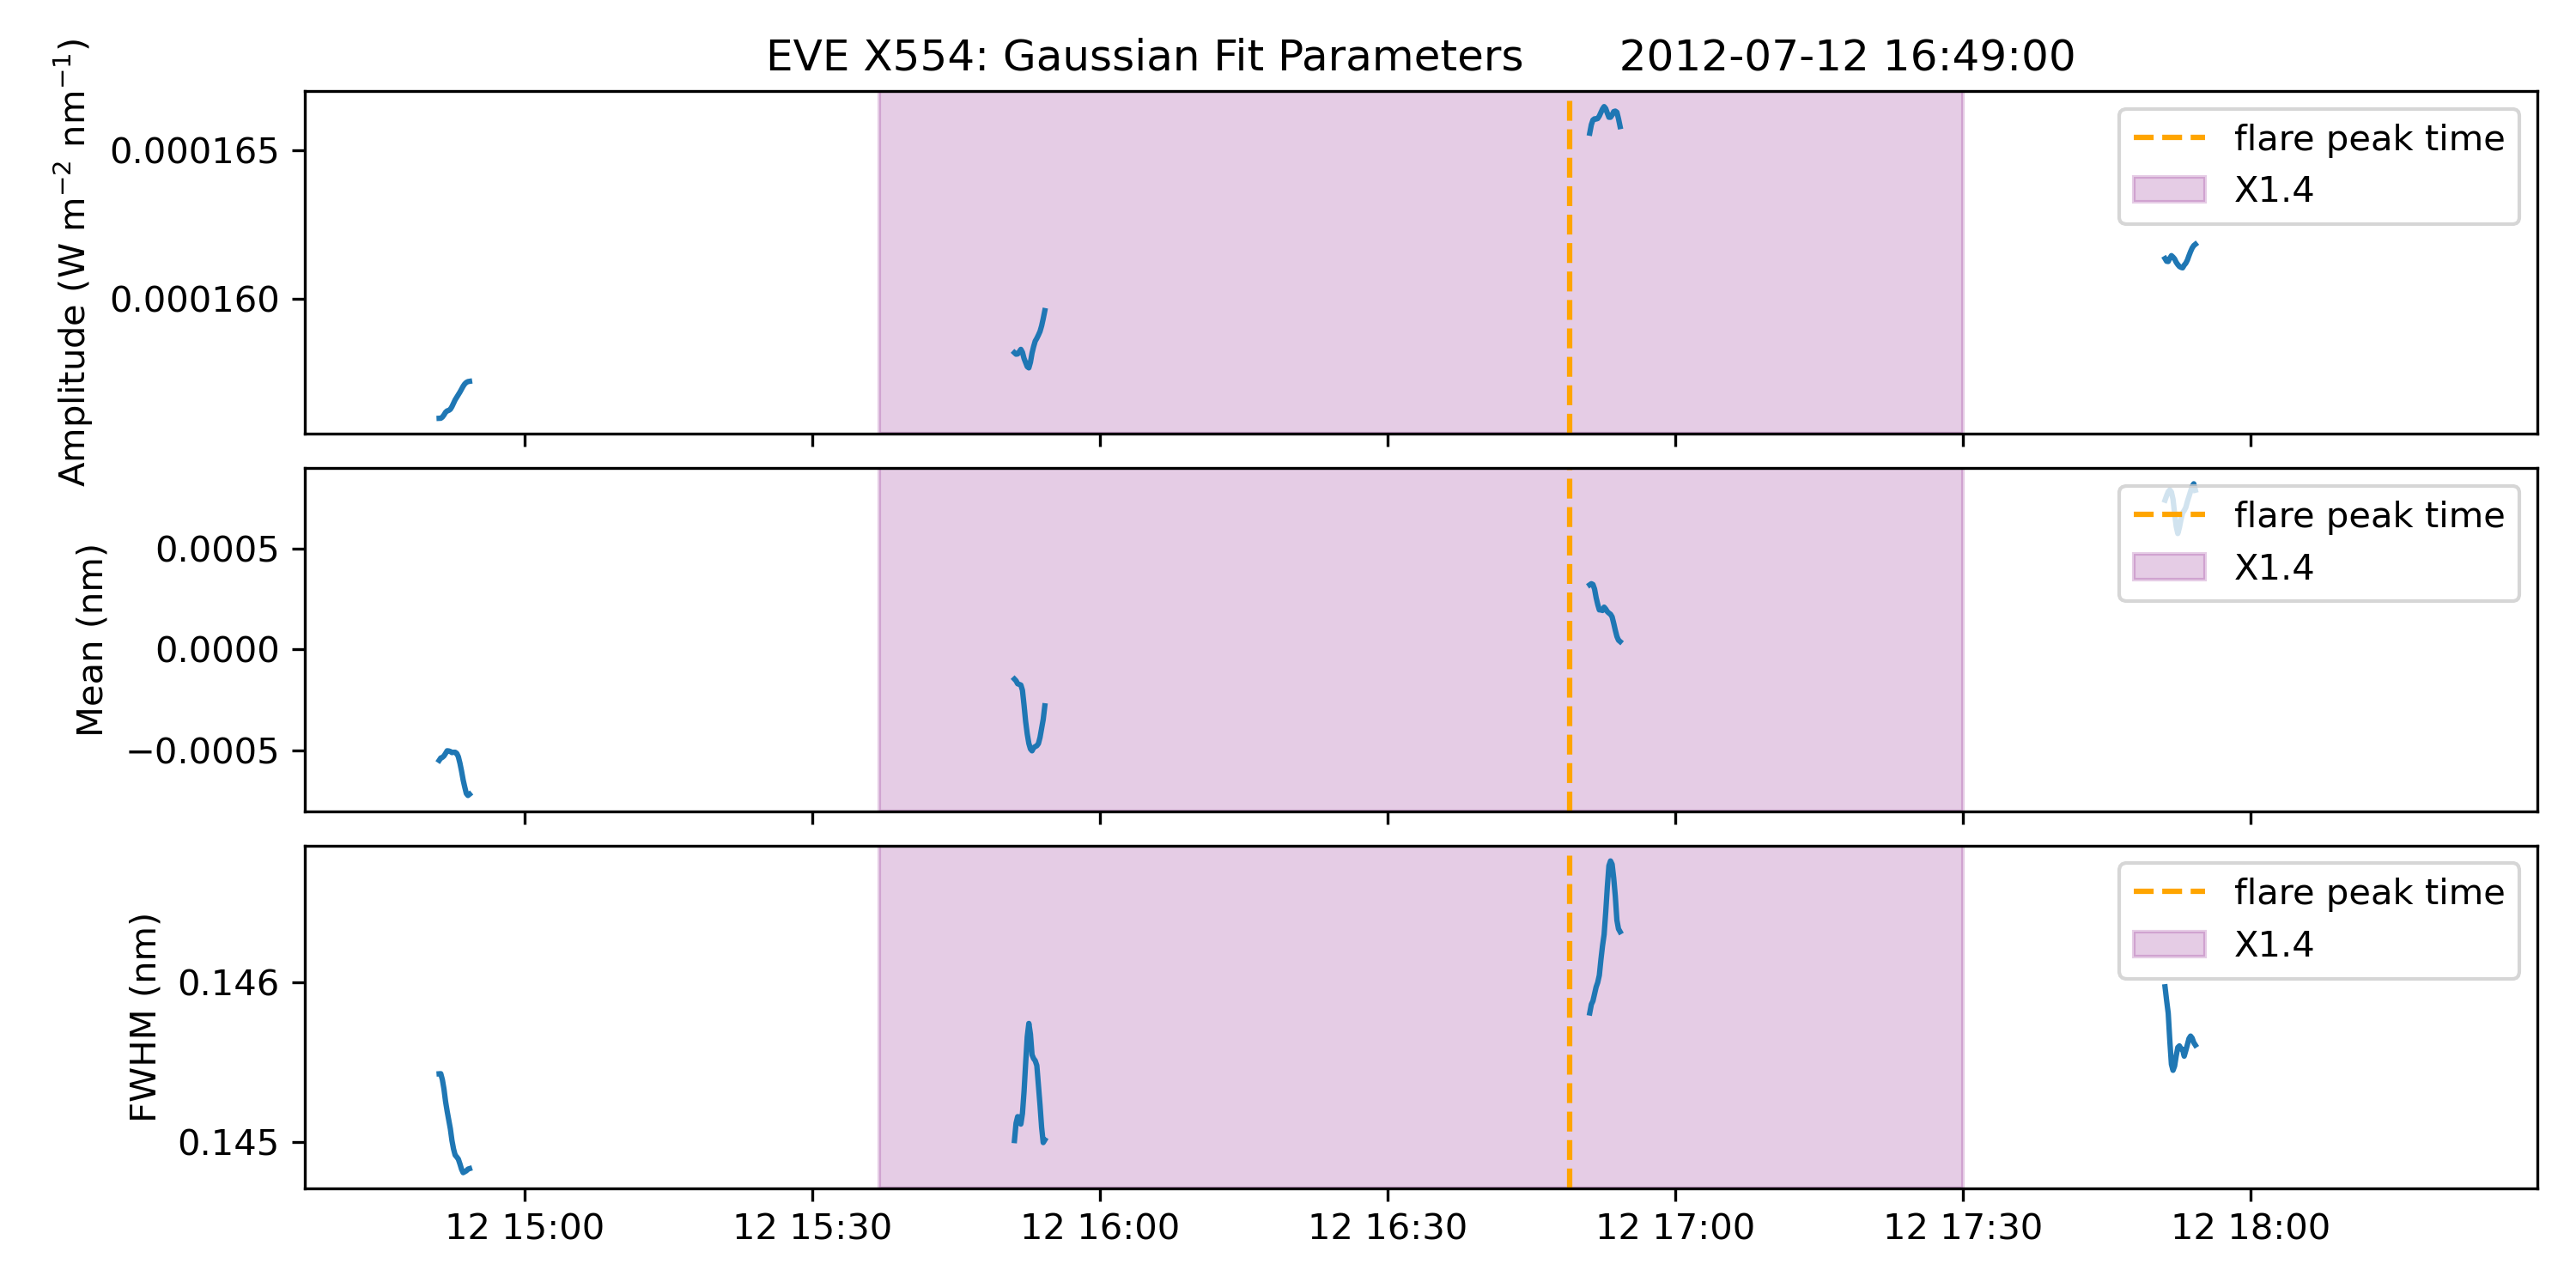 EVE X554: Gaussian Fit Parameters 2012-07-12 16:49:00
Amplitude (W m⁻² nm⁻¹)
0.000165
0.000160
flare peak time
X1.4
Mean (nm)
0.0005
0.0000
−0.0005
flare peak time
X1.4
FWHM (nm)
0.146
0.145
flare peak time
X1.4
12 15:00 12 15:30 12 16:00 12 16:30 12 17:00 12 17:30 12 18:00